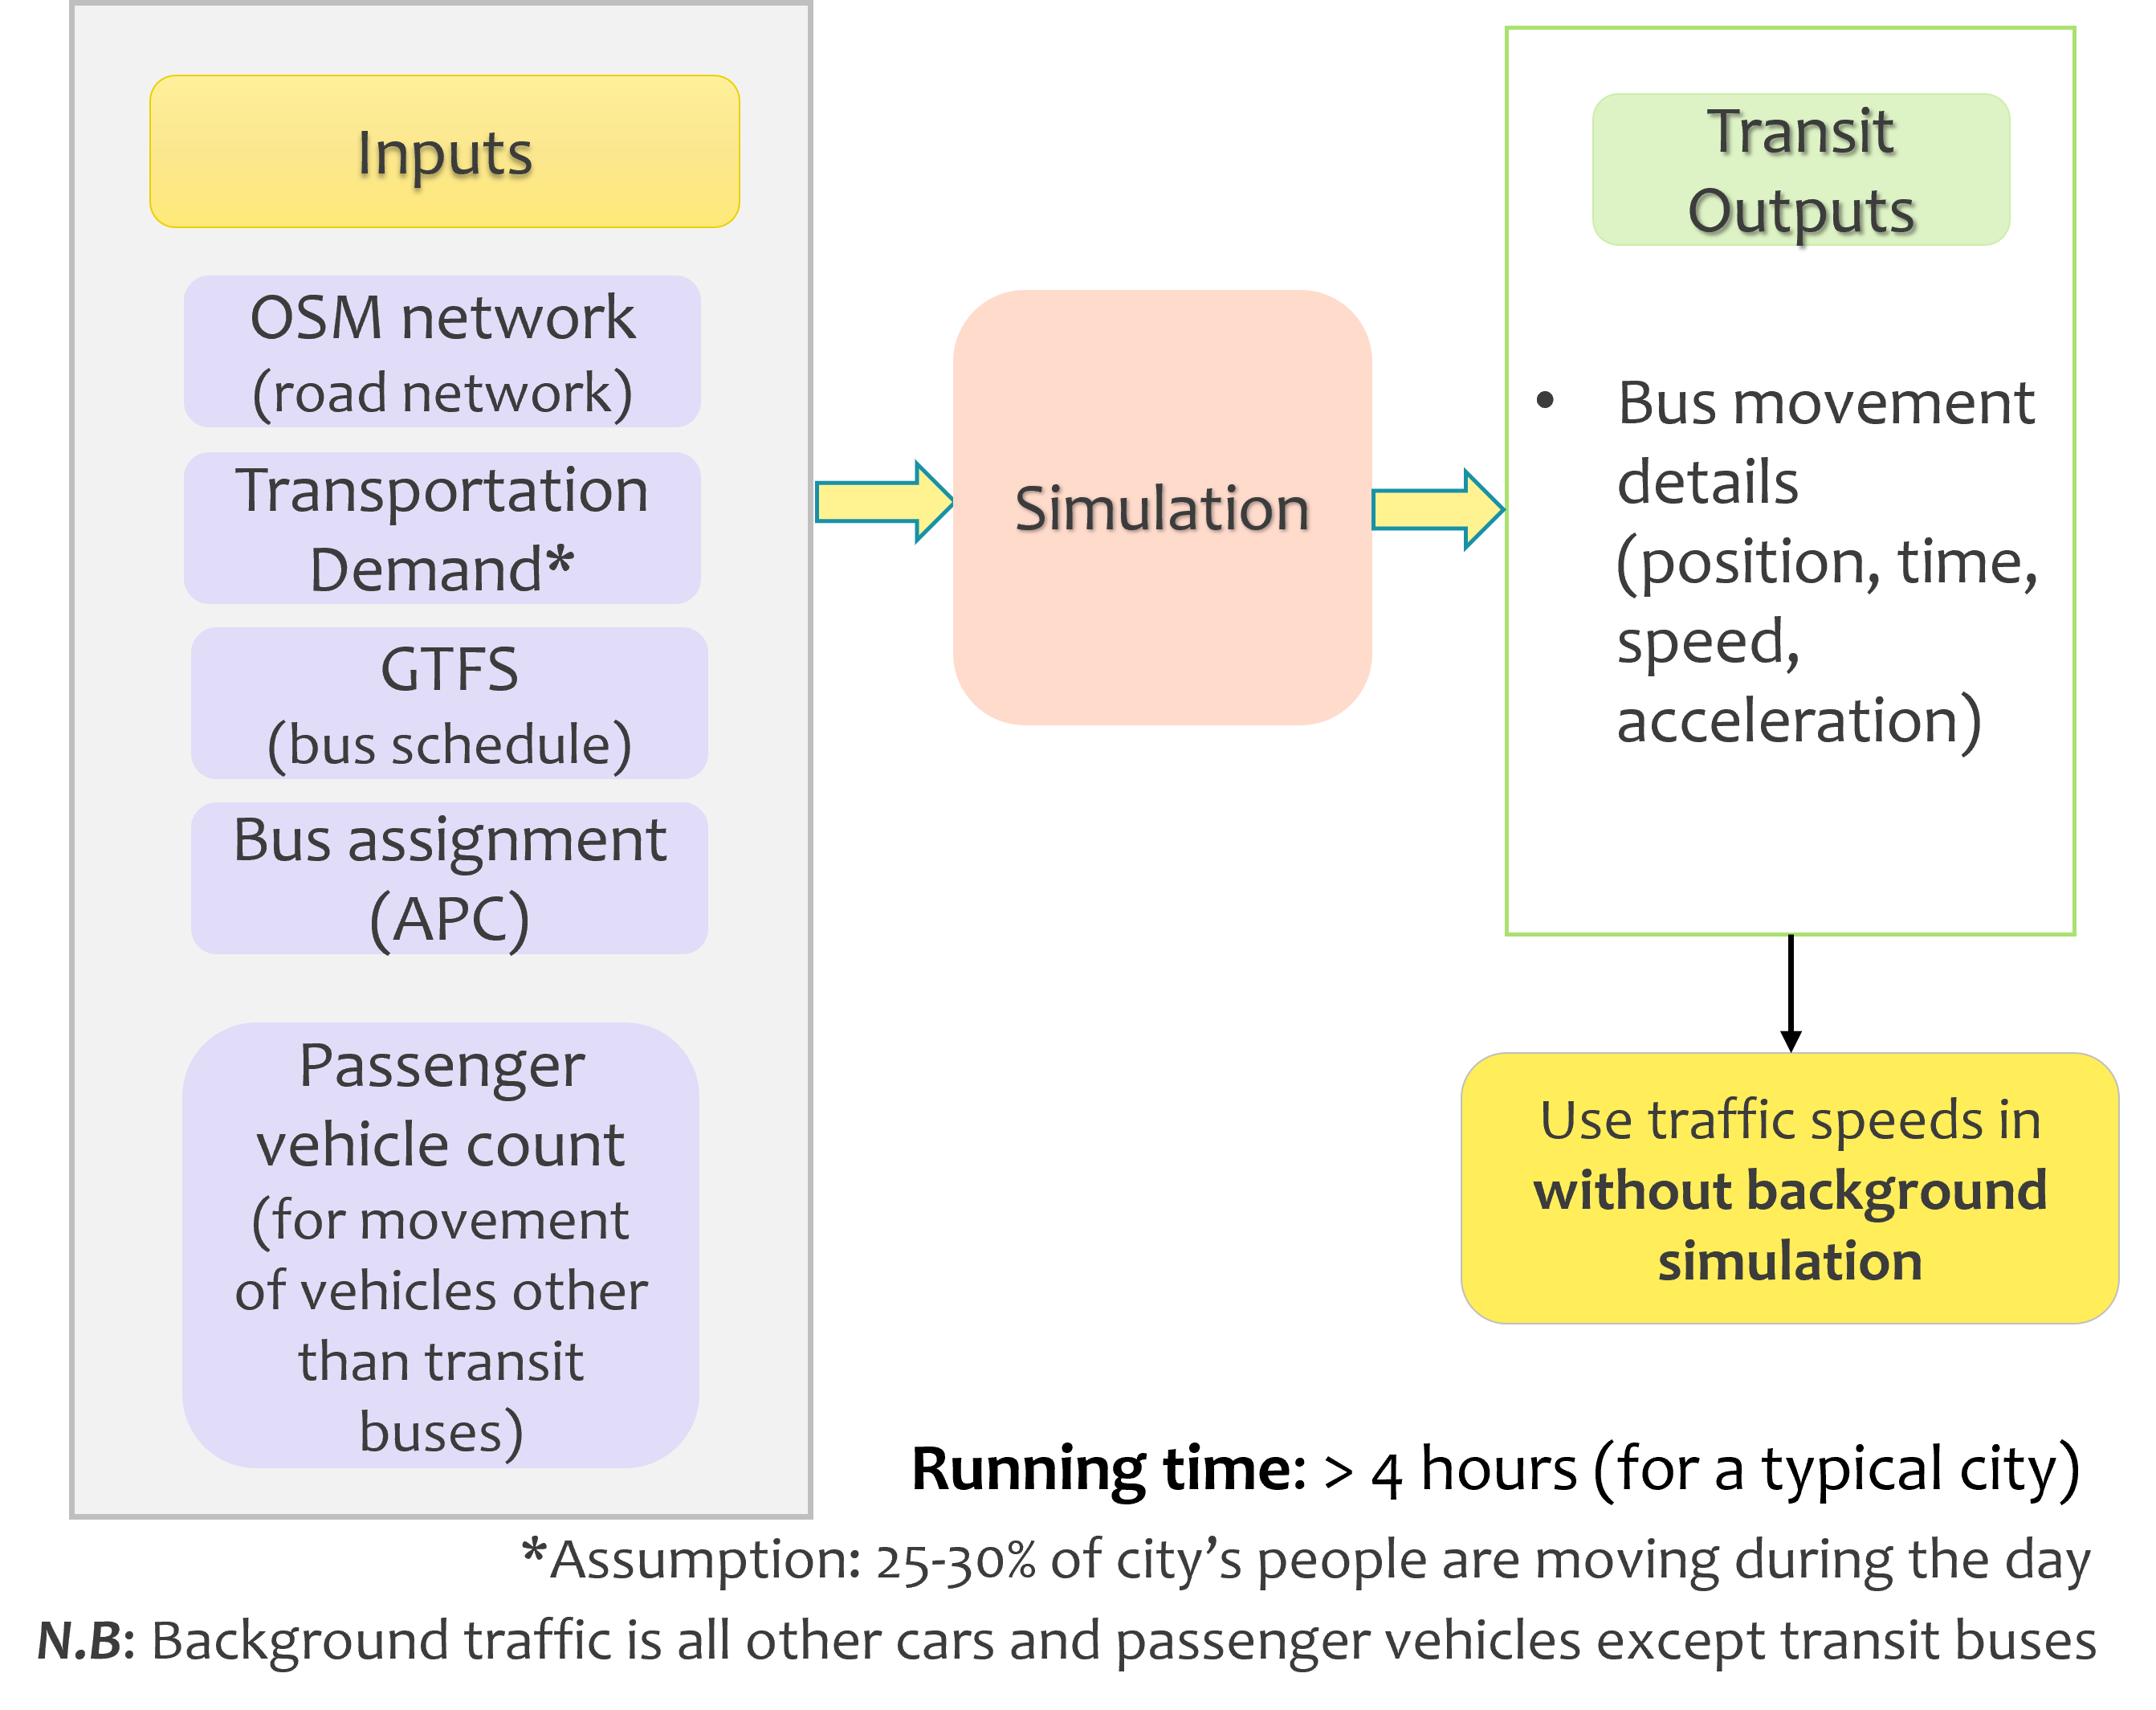 Inputs
OSM network
(road network)
Transportation
Demand*
GTFS
(bus schedule)
Bus assignment
(APC)
Passenger
vehicle count
(for movement
of vehicles other
than transit
buses)
Simulation
Transit
Outputs
• Bus movement
details
(position, time,
speed,
acceleration)
Use traffic speeds in
without background
simulation
Running time: > 4 hours (for a typical city)
*Assumption: 25-30% of city’s people are moving during the day
N.B: Background traffic is all other cars and passenger vehicles except transit buses